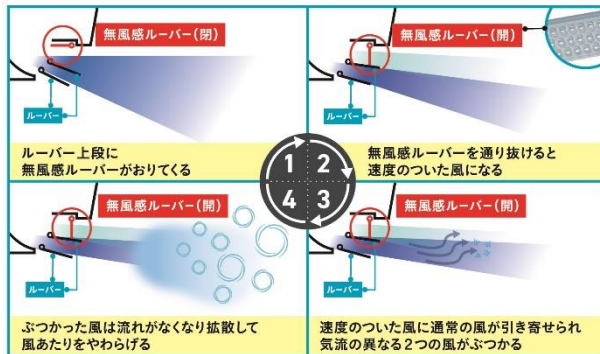 無風感ルーバー(閉)
ルーバー
ルーバー上段に
無風感ルーバーがおりてくる
無風感ルーバー(開)
ルーバー
無風感ルーバーを通り抜けると
速度のついた風になる
1 2
4 3
無風感ルーバー(開)
ルーバー
ぶつかった風は流れがなくなり拡散して
風あたりをやわらげる
無風感ルーバー(開)
ルーバー
速度のついた風に通常の風が引き寄せられ
気流の異なる2つの風がぶつかる